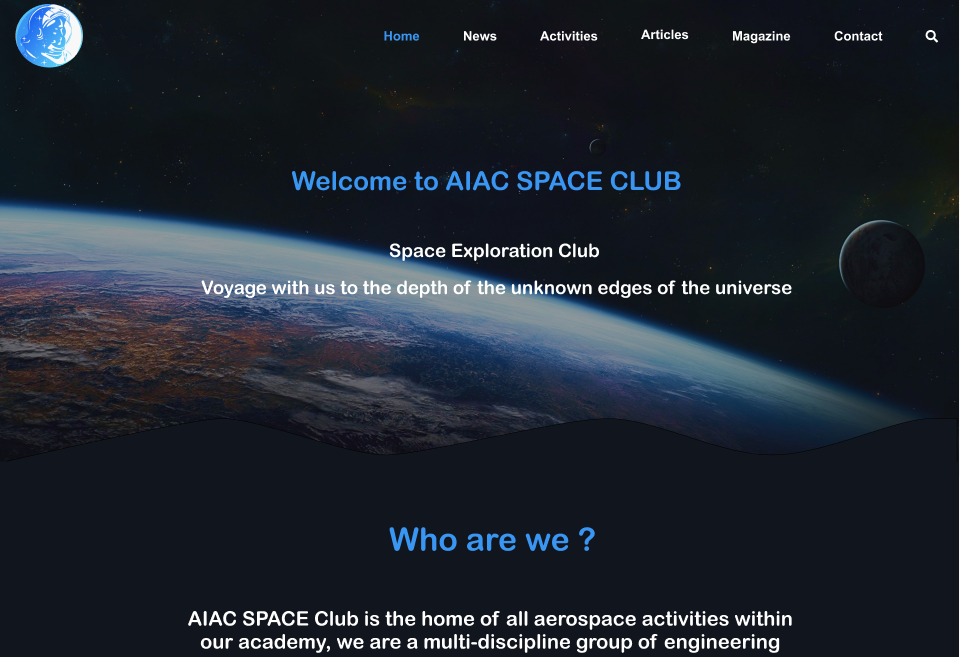 Home News Activities Articles Magazine Contact
Welcome to AIAC SPACE CLUB
Space Exploration Club
Voyage with us to the depth of the unknown edges of the universe
Who are we ?
AIAC SPACE Club is the home of all aerospace activities within
our academy, we are a multi-discipline group of engineering